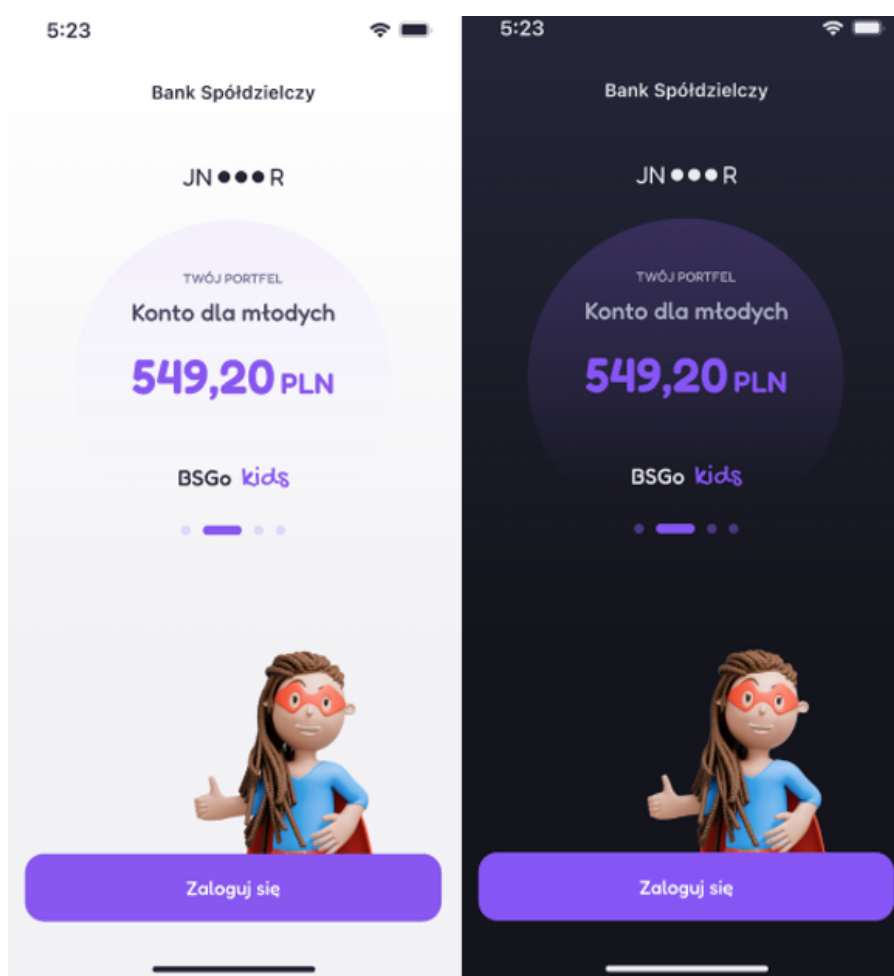 5:23
Bank Spółdzielczy
JN●●●R
TWÓJ PORTFEL
Konto dla młodych
549,20 PLN
BSGo kids
Zaloguj się
5:23
Bank Spółdzielczy
JN●●●R
TWÓJ PORTFEL
Konto dla młodych
549,20 PLN
BSGo kids
Zaloguj się